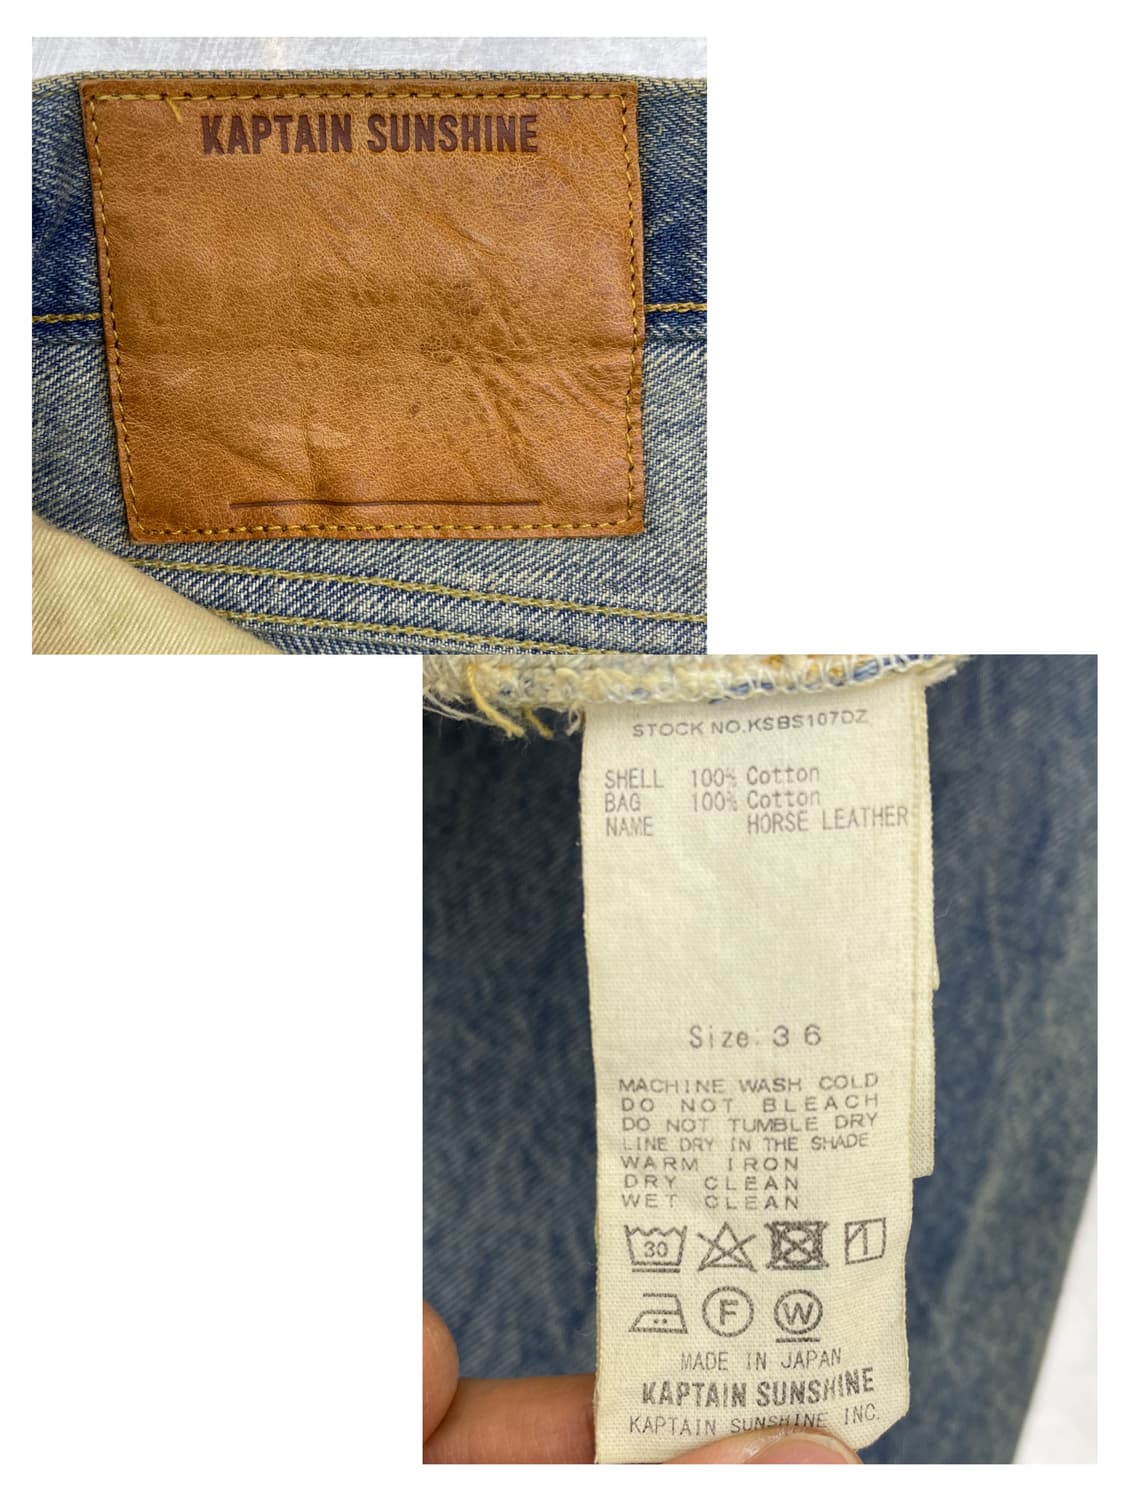 KAPTAIN SUNSHINE
STOCK NO.KSBS107DZ
SHELL 100% Cotton
BAG 100% Cotton
NAME HORSE LEATHER
Size: 36
MACHINE WASH COLD
DO NOT BLEACH
DO NOT TUMBLE DRY
LINE DRY IN THE SHADE
WARM IRON
DRY CLEAN
WET CLEAN
30
F W
MADE IN JAPAN
KAPTAIN SUNSHINE
KAPTAIN SUNSHINE INC.